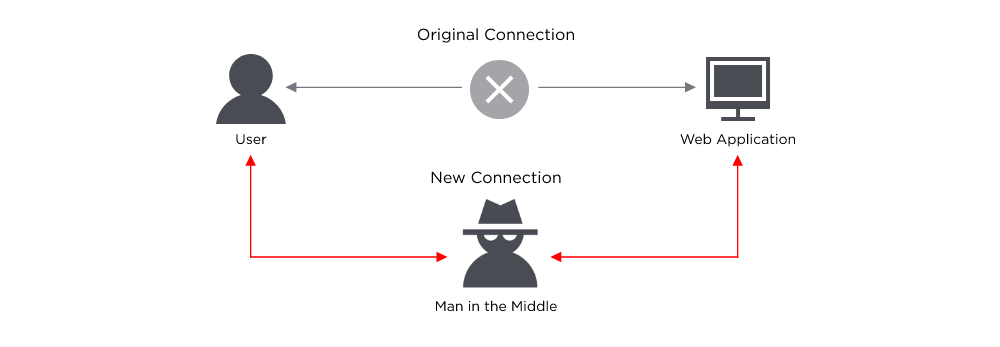 Original Connection
User
Web Application
New Connection
Man in the Middle